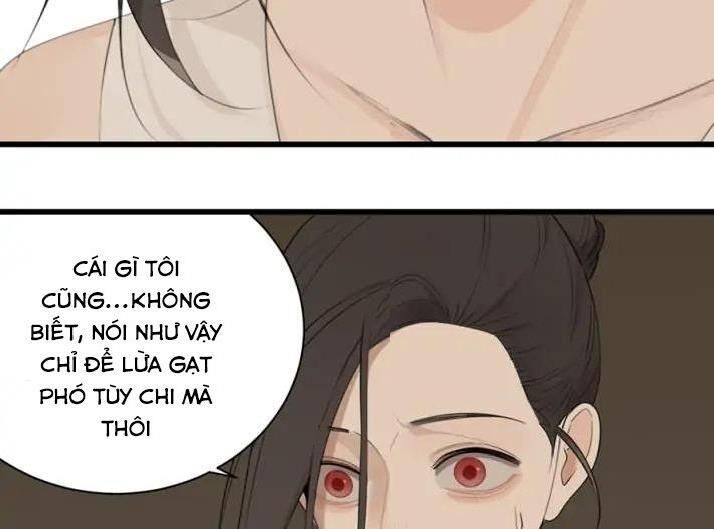 CÁI GÌ TÔI
CŨNG...KHÔNG
BIẾT, NÓI NHƯ VẬY
CHỈ ĐỂ LỪA GẠT
PHÓ TÙY CHI MÀ
THÔI